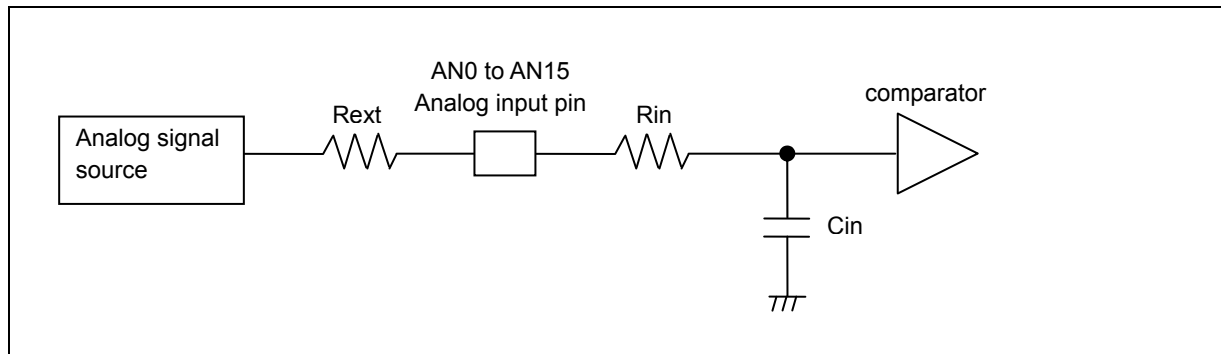 AN0 to AN15
Analog input pin
comparator
Rext
Rin
Analog signal
source
Cin